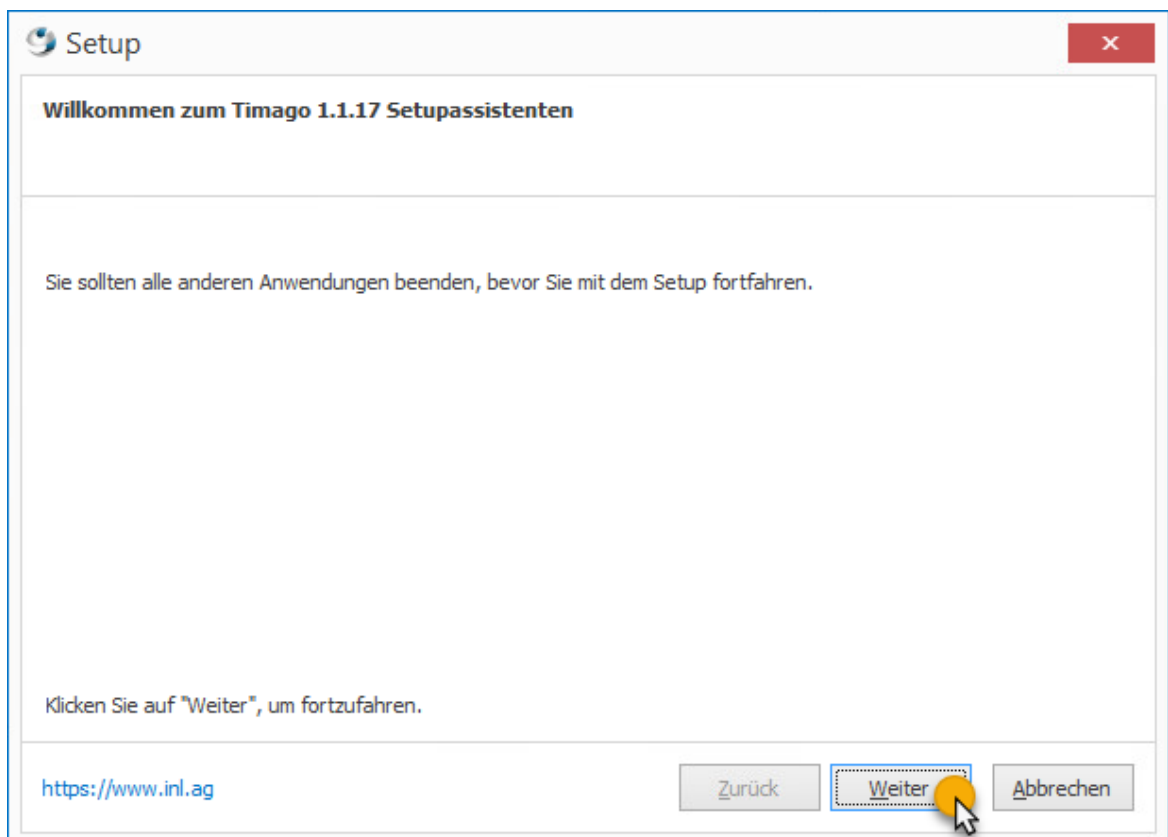 Setup
Willkommen zum Timago 1.1.17 Setupassistenten
Sie sollten alle anderen Anwendungen beenden, bevor Sie mit dem Setup fortfahren.
Klicken Sie auf "Weiter", um fortzufahren.
https://www.inl.ag
Zurück
Weiter
Abbrechen